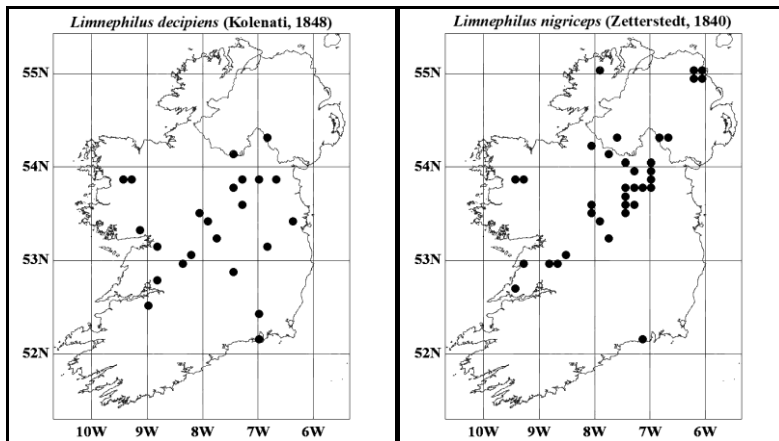 Limnephilus decipiens (Kolenati, 1848)
55N
54N
53N
52N
10W 9W 8W 7W 6W
Limnephilus nigriceps (Zetterstedt, 1840)
55N
54N
53N
52N
10W 9W 8W 7W 6W